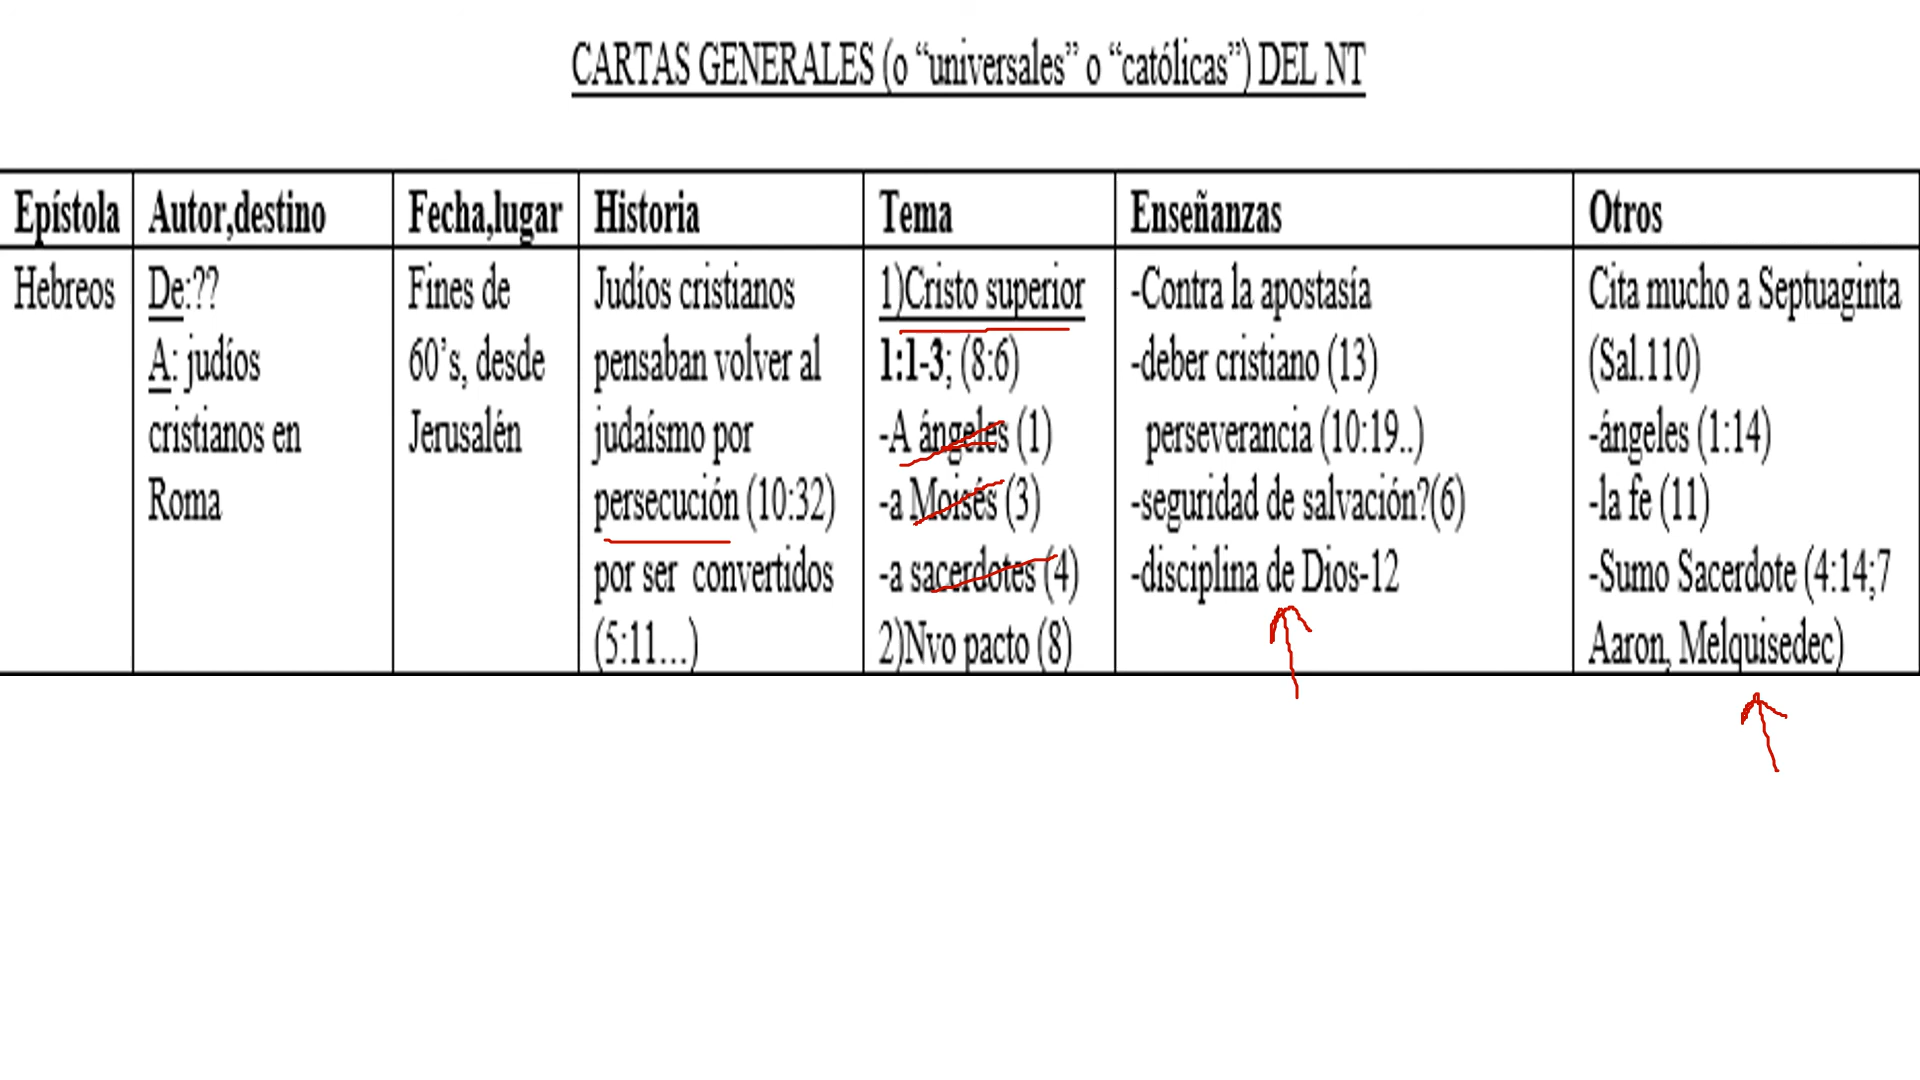 CARTAS GENERALES (o “universales” o “católicas”) DEL NT
Epístola
Autor,destino
Fecha,lugar
Historia
Tema
Enseñanzas
Otros
Hebreos
De:??
A: judíos
cristianos en
Roma
Fines de
60’s, desde
Jerusalén
Judíos cristianos
pensaban volver al
judaísmo por
persecución (10:32)
por ser convertidos
(5:11...)
1)Cristo superior
1:1-3; (8:6)
-A ángeles (1)
-a Moisés (3)
-a sacerdotes (4)
2)Nvo pacto (8)
-Contra la apostasía
-deber cristiano (13)
perseverancia (10:19..)
-seguridad de salvación?(6)
-disciplina de Dios-12
Cita mucho a Septuaginta
(Sal.110)
-ángeles (1:14)
-la fe (11)
-Sumo Sacerdote (4:14;7
Aaron, Melquisedec)